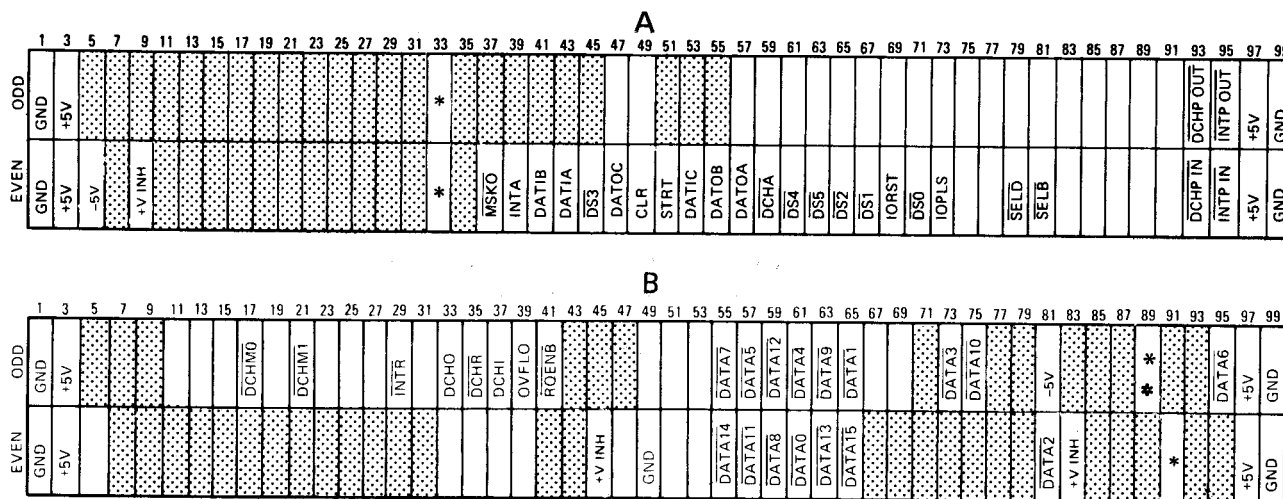 A
1 3 5 7 9 11 13 15 17 19 21 23 25 27 29 31 33 35 37 39 41 43 45 47 49 51 53 55 57 59 61 63 65 67 69 71 73 75 77 79 81 83 85 87 89 91 93 95 97 99
ODD GND +5V * DCHP OUT INTP OUT +5V GND
EVEN GND +5V -5V +V INH * MSKO INTA DATIB DATIA DS3 DATOC CLR STRT DATIC DATOB DATOA DCHA DS4 DS5 DS2 DS1 IORST DS0 IOPLS SELD SELB DCHP IN INTP IN +5V GND
B
1 3 5 7 9 11 13 15 17 19 21 23 25 27 29 31 33 35 37 39 41 43 45 47 49 51 53 55 57 59 61 63 65 67 69 71 73 75 77 79 81 83 85 87 89 91 93 95 97 99
ODD GND +5V DCHM0 DCHM1 INTR DCHO DCHR DCHI OVFLO RQENB DATA7 DATA5 DATA12 DATA4 DATA9 DATA1 DATA3 DATA10 -5V ** DATA6 +5V GND
EVEN GND +5V +V INH GND DATA14 DATA11 DATA8 DATA0 DATA13 DATA15 DATA2 +V INH * +5V GND